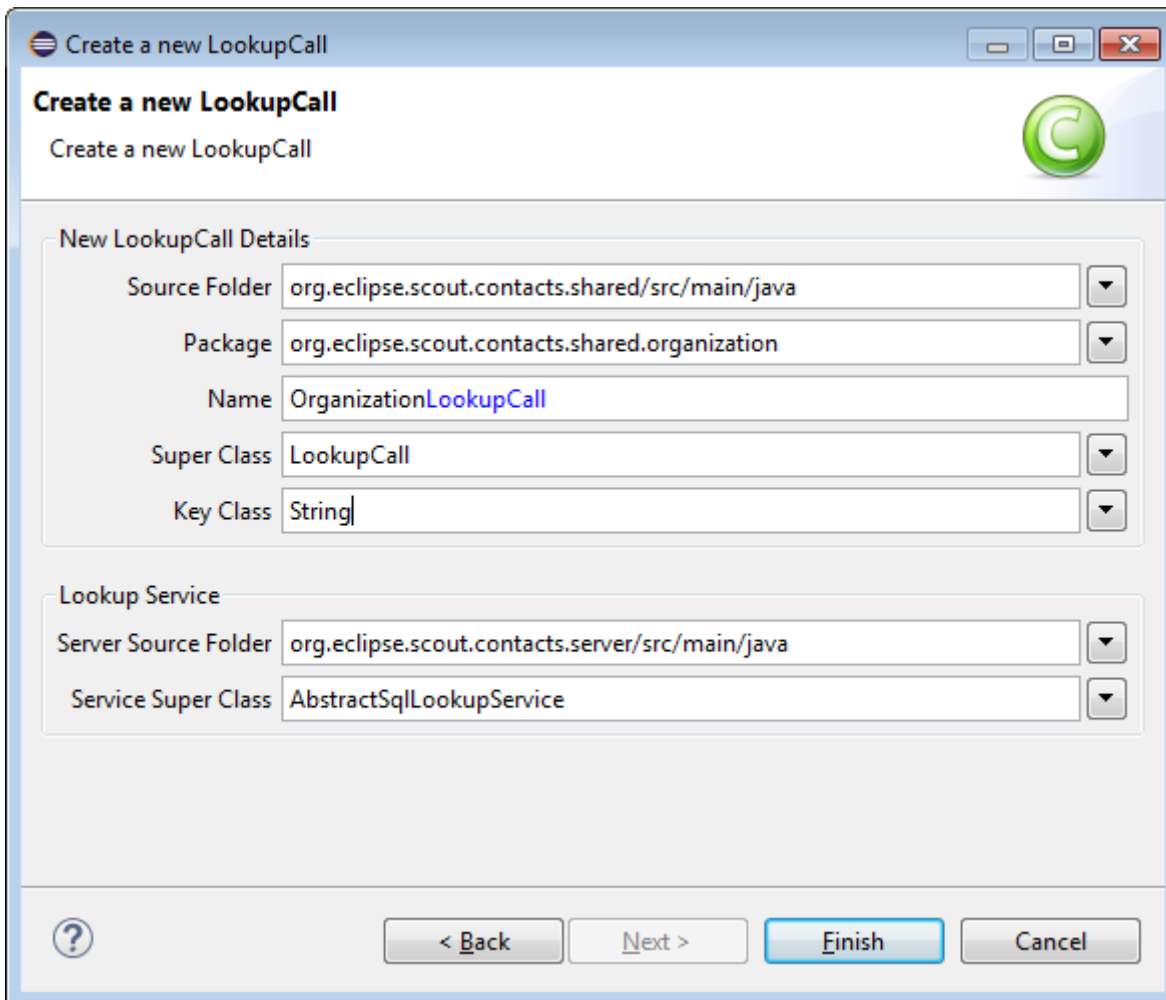 Create a new LookupCall
Create a new LookupCall
Create a new LookupCall
New LookupCall Details
Source Folder org.eclipse.scout.contacts.shared/src/main/java
Package org.eclipse.scout.contacts.shared.organization
Name OrganizationLookupCall
Super Class LookupCall
Key Class String
Lookup Service
Server Source Folder org.eclipse.scout.contacts.server/src/main/java
Service Super Class AbstractSqlLookupService
? < Back Next > Finish Cancel